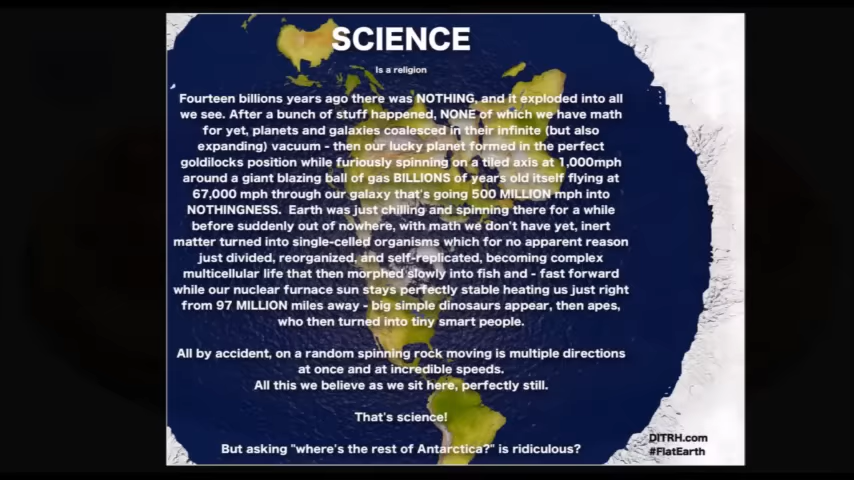 SCIENCE
Is a religion
Fourteen billions years ago there was NOTHING, and it exploded into all
we see. After a bunch of stuff happened, NONE of which we have math
for yet, planets and galaxies coalesced in their infinite (but also
expanding) vacuum - then our lucky planet formed in the perfect
goldilocks position while furiously spinning on a tiled axis at 1,000mph
around a giant blazing ball of gas BILLIONS of years old itself flying at
67,000 mph through our galaxy that's going 500 MILLION mph into
NOTHINGNESS. Earth was just chilling and spinning there for a while
before suddenly out of nowhere, with math we don't have yet, inert
matter turned into single-celled organisms which for no apparent reason
just divided, reorganized, and self-replicated, becoming complex
multicellular life that then morphed slowly into fish and - fast forward
while our nuclear furnace sun stays perfectly stable heating us just right
from 97 MILLION miles away - big simple dinosaurs appear, then apes,
who then turned into tiny smart people.
All by accident, on a random spinning rock moving is multiple directions
at once and at incredible speeds.
All this we believe as we sit here, perfectly still.
That's science!
But asking "where's the rest of Antarctica?" is ridiculous?
DITRH.com
#FlatEarth